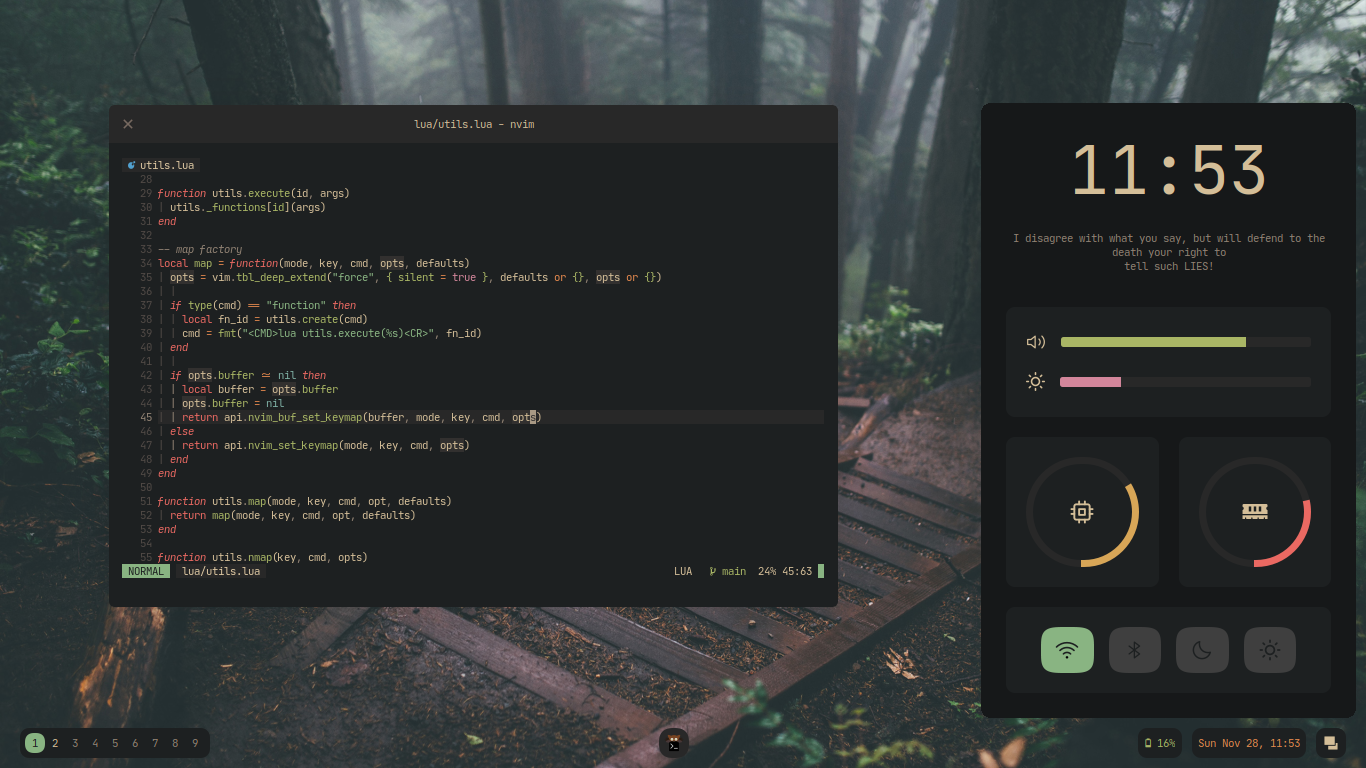 lua/utils.lua - nvim
utils.lua
28
29 function utils.execute(id, args)
30 utils._functions[id](args)
31 end
32
33 -- map factory
34 local map = function(mode, key, cmd, opts, defaults)
35 opts = vim.tbl_deep_extend("force", { silent = true }, defaults or {}, opts or {})
36
37 if type(cmd) == "function" then
38 local fn_id = utils.create(cmd)
39 cmd = fmt("<CMD>lua utils.execute(%s)<CR>", fn_id)
40 end
41
42 if opts.buffer ~= nil then
43 local buffer = opts.buffer
44 opts.buffer = nil
45 return api.nvim_buf_set_keymap(buffer, mode, key, cmd, opts)
46 else
47 return api.nvim_set_keymap(mode, key, cmd, opts)
48 end
49 end
50
51 function utils.map(mode, key, cmd, opt, defaults)
52 return map(mode, key, cmd, opt, defaults)
53 end
54
55 function utils.nmap(key, cmd, opts)
NORMAL lua/utils.lua LUA main 24% 45:63
11:53
I disagree with what you say, but will defend to the
death your right to
tell such LIES!
1 2 3 4 5 6 7 8 9
16% Sun Nov 28, 11:53